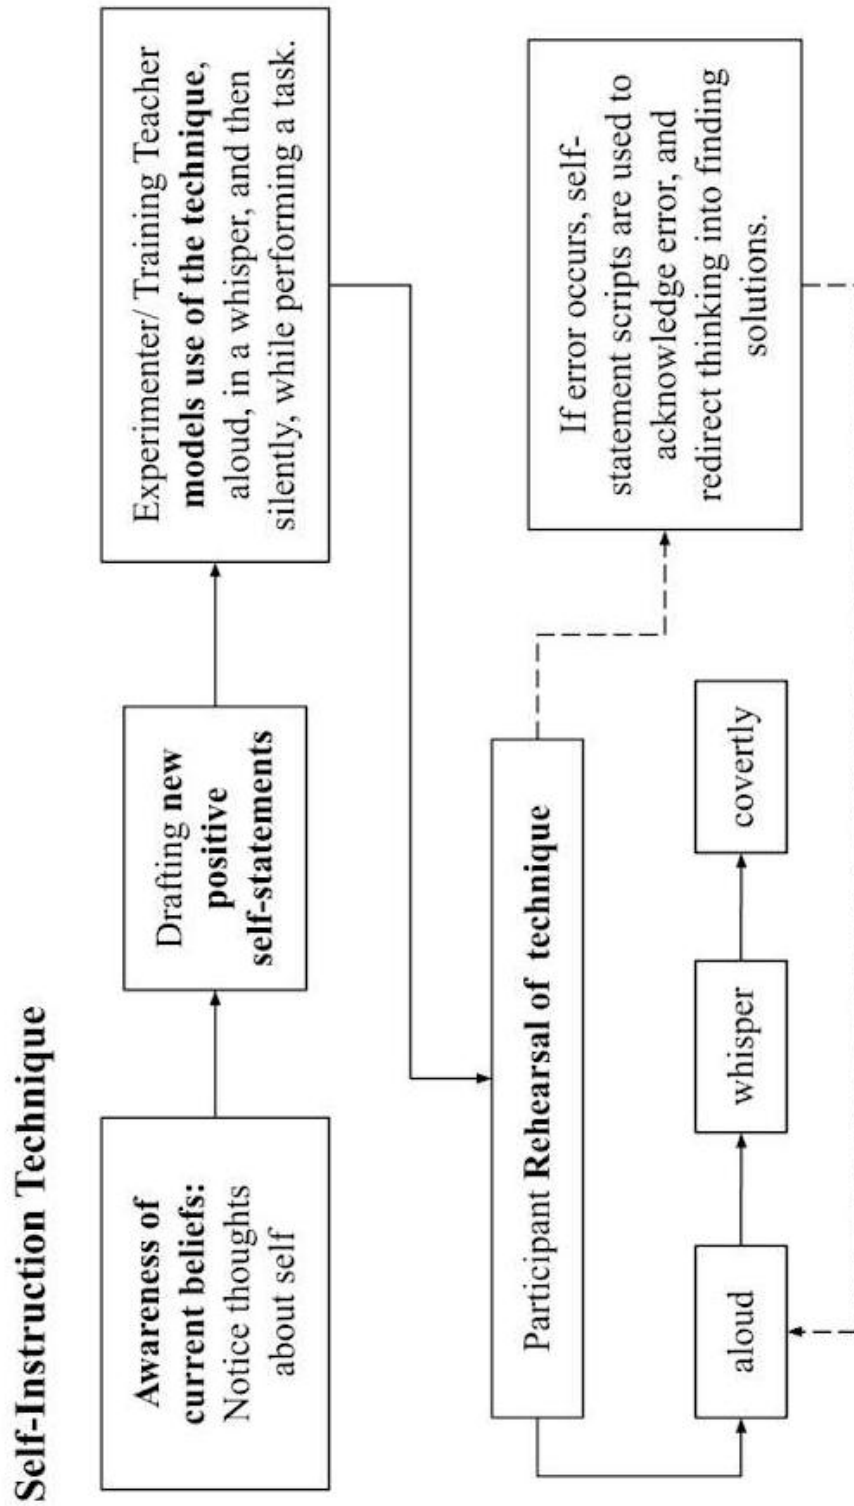 Self-Instruction Technique
Awareness of
current beliefs:
Notice thoughts
about self
Drafting new
positive
self-statements
Experimenter/ Training Teacher
models use of the technique,
aloud, in a whisper, and then
silently, while performing a task.
Participant Rehearsal of technique
aloud
whisper
covertly
If error occurs, self-
statement scripts are used to
acknowledge error, and
redirect thinking into finding
solutions.